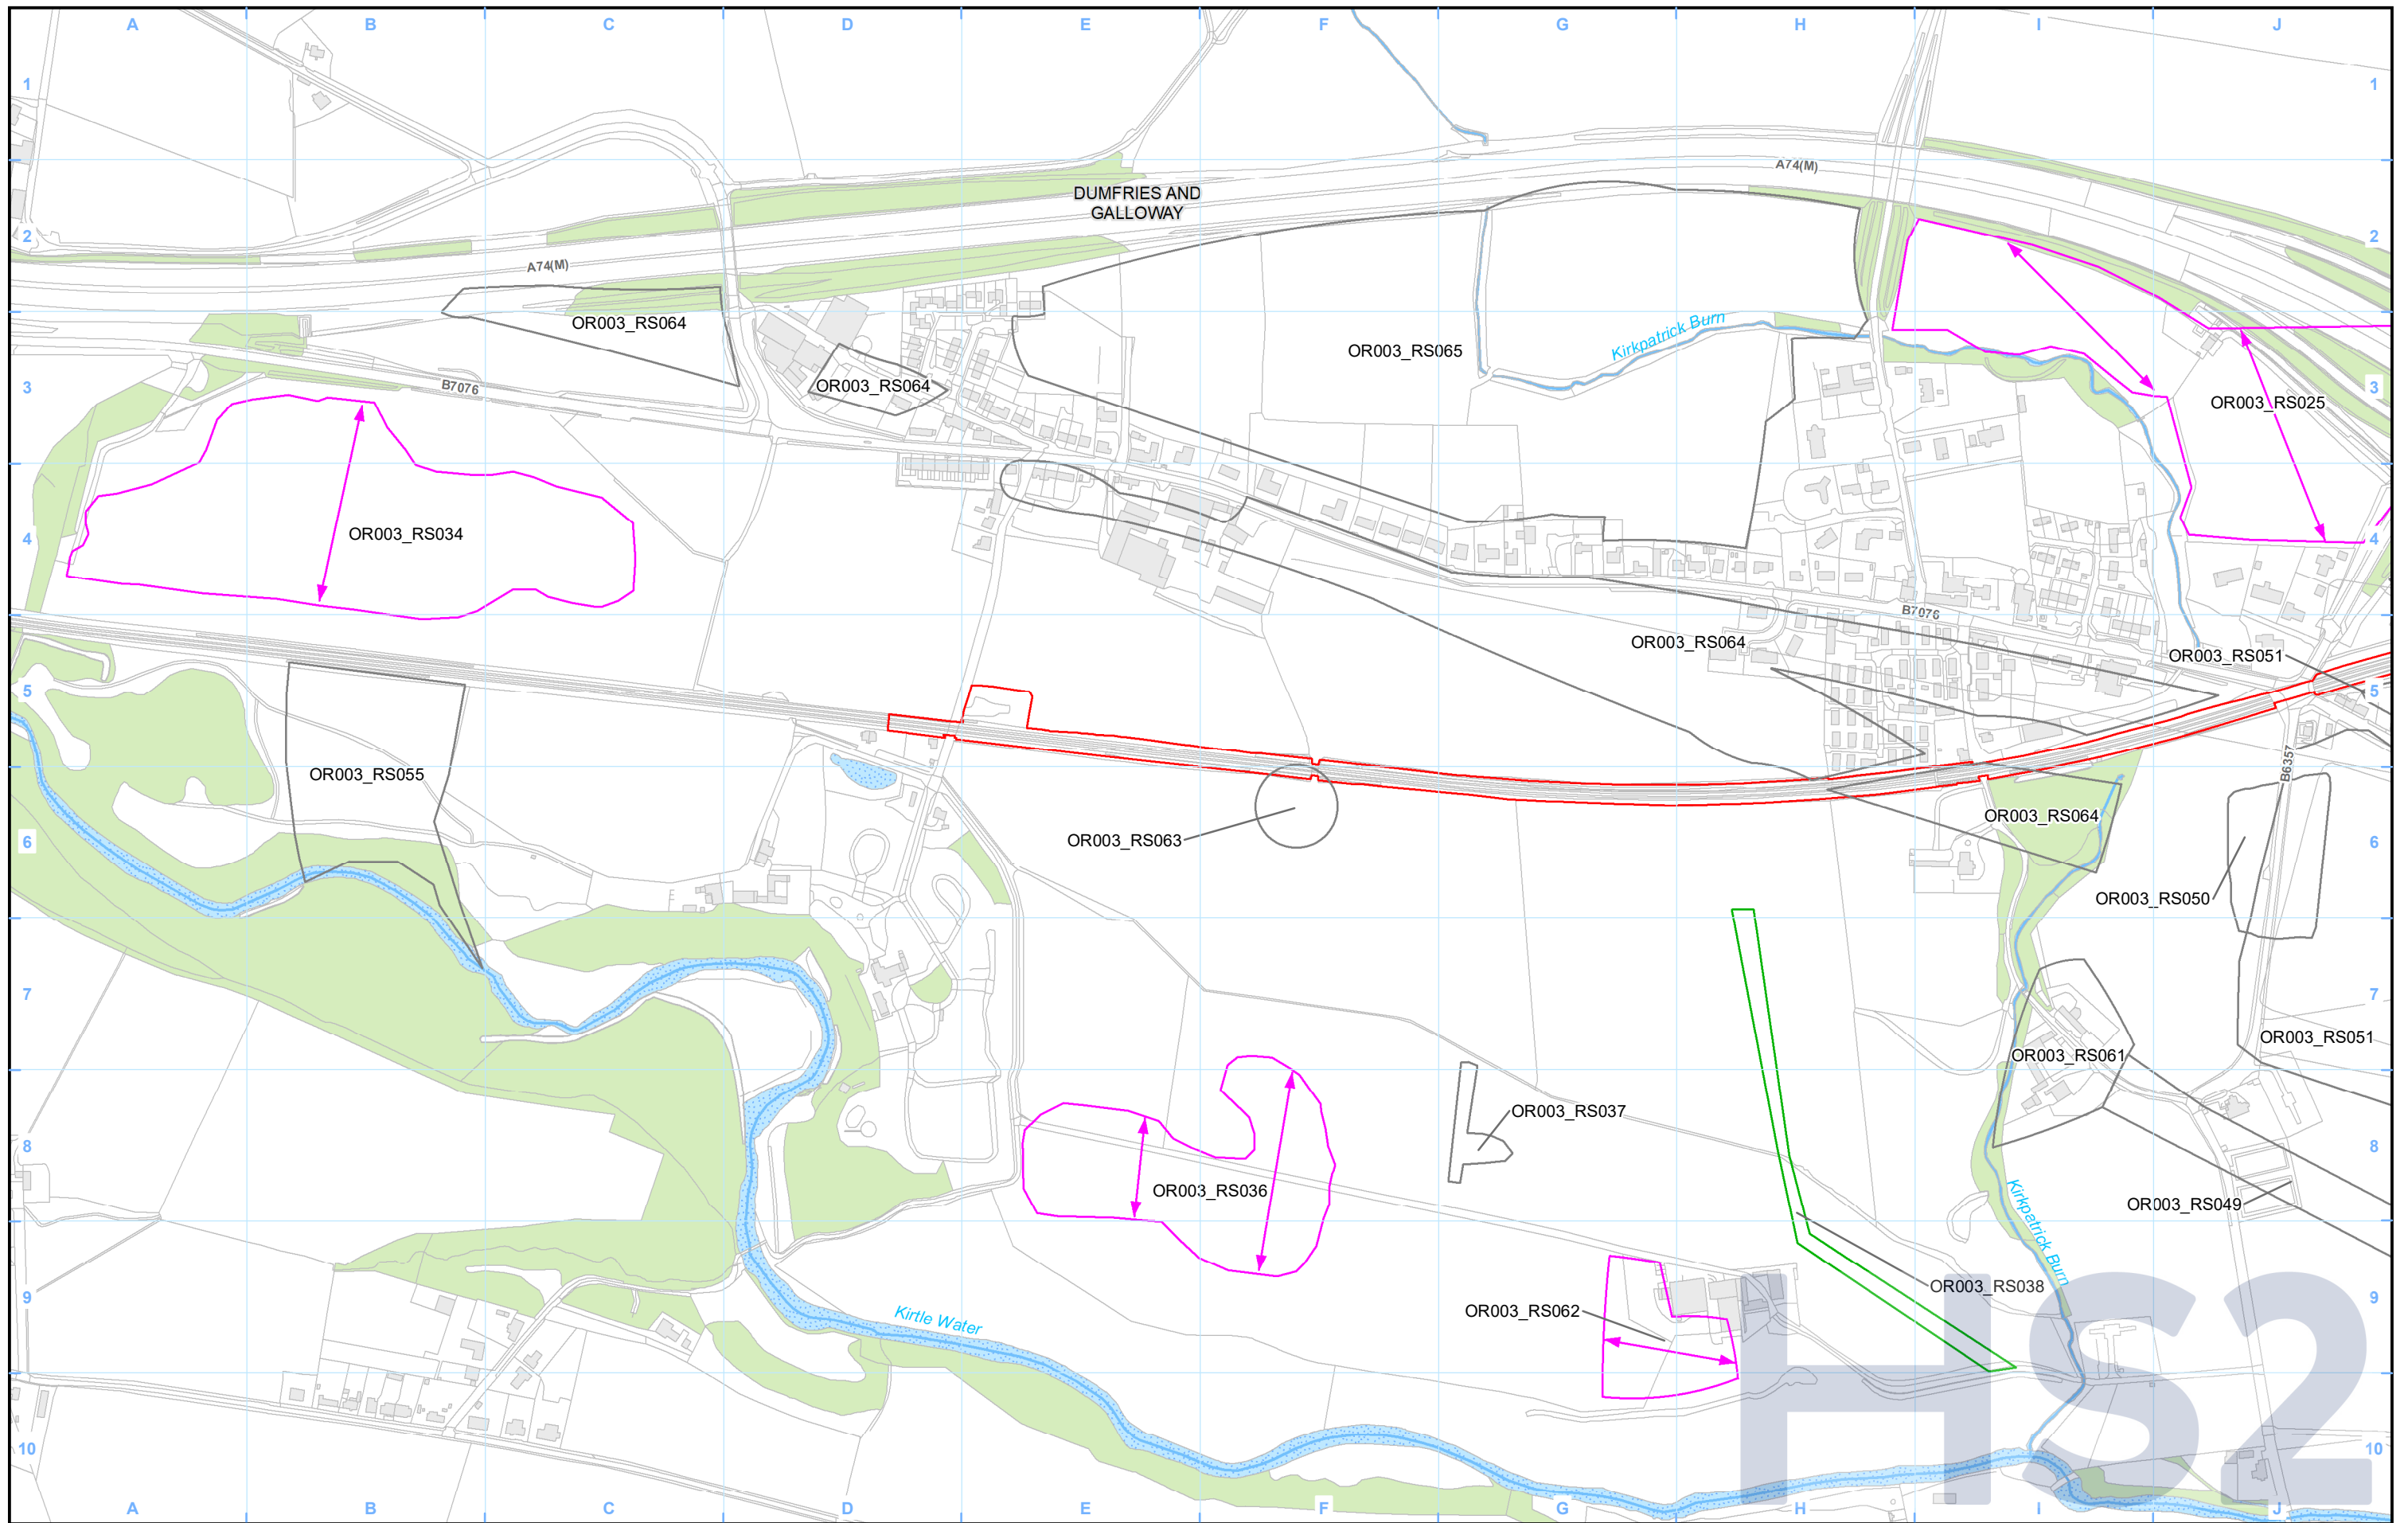 A B C D E F G H I J
1 1
A74(M)
DUMFRIES AND
GALLOWAY
2 2
A74(M)
OR003_RS064
Kirkpatrick Burn
OR003_RS065
OR003_RS064
B7076
3 3
OR003_RS025
OR003_RS034
4 4
B7076
OR003_RS064
OR003_RS051
5 5
B6357
OR003_RS055
OR003_RS064
OR003_RS063
6 6
OR003_RS050
7 7
OR003_RS051
OR003_RS061
OR003_RS037
8 8
OR003_RS036
OR003_RS049
Kirkpatrick Burn
OR003_RS038
9 9
OR003_RS062
Kirtle Water
HS2
10 10
A B C D E F G H I J